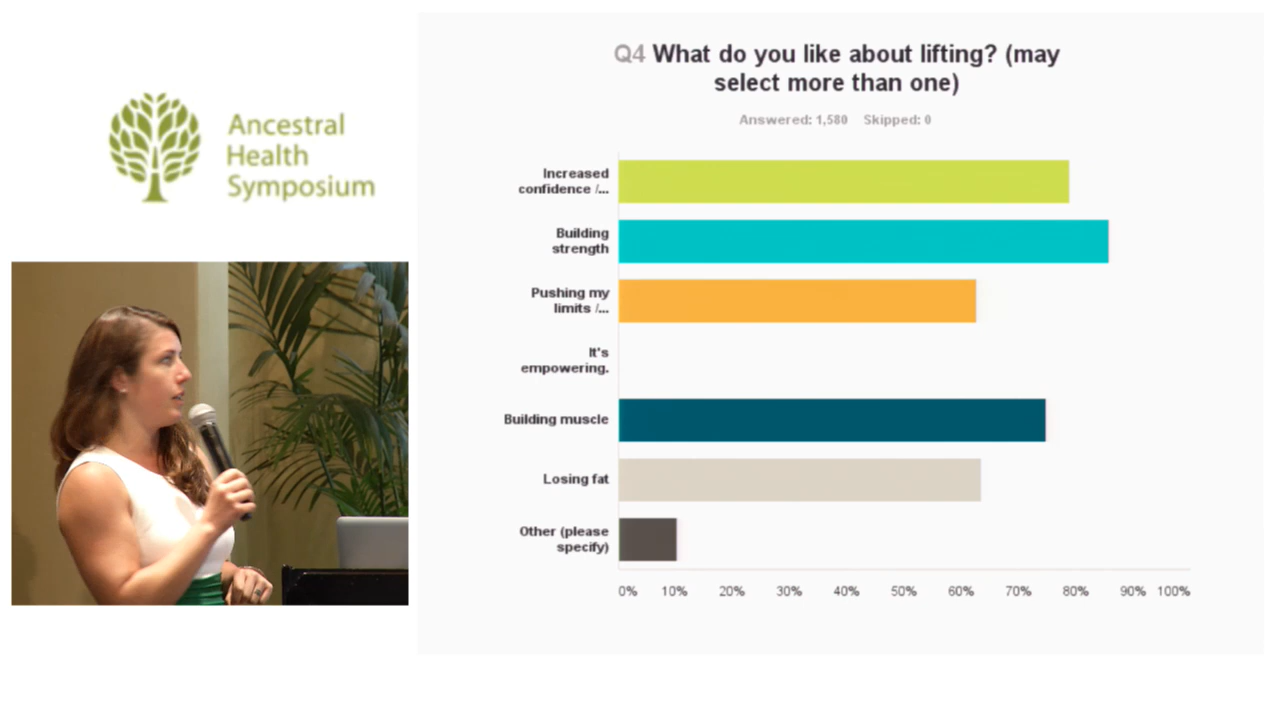 Ancestral
Health
Symposium
Q4 What do you like about lifting? (may
select more than one)
Answered: 1,580 Skipped: 0
Increased
confidence /...
Building
strength
Pushing my
limits /...
It's
empowering.
Building muscle
Losing fat
Other (please
specify)
0% 10% 20% 30% 40% 50% 60% 70% 80% 90% 100%